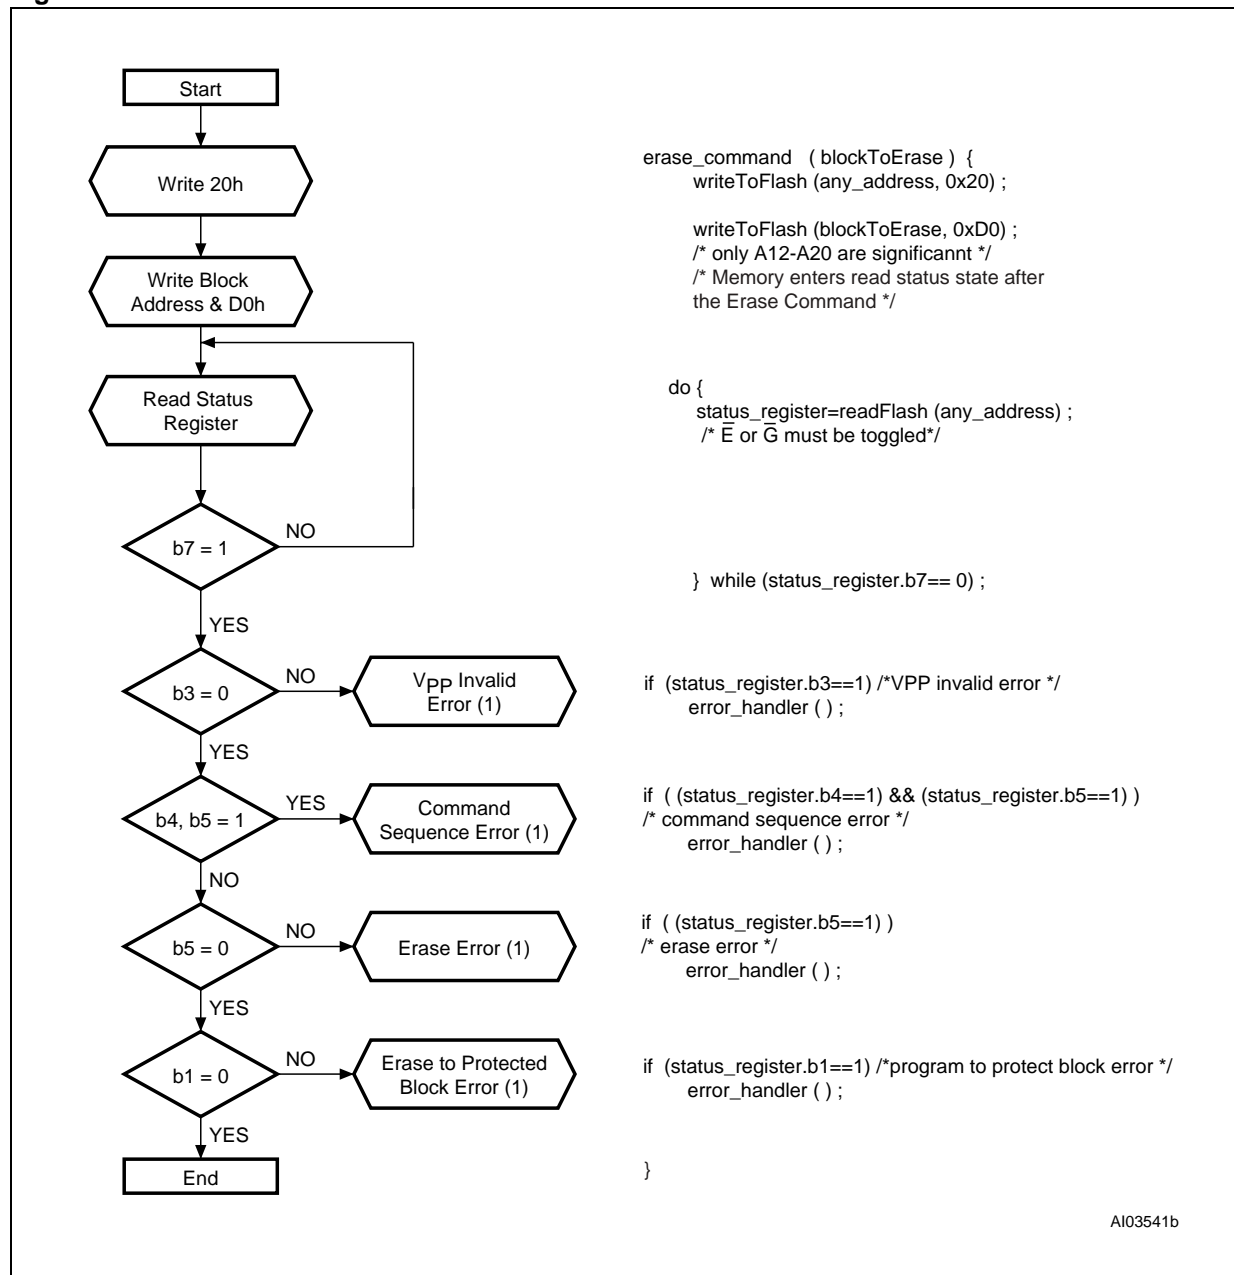 Start
Write 20h
Write Block
Address & D0h
Read Status
Register
NO
b7 = 1
YES
NO
b3 = 0
VPP Invalid
Error (1)
YES
YES
b4, b5 = 1
Command
Sequence Error (1)
NO
NO
b5 = 0
Erase Error (1)
YES
NO
b1 = 0
Erase to Protected
Block Error (1)
YES
End
erase_command ( blockToErase ) {
writeToFlash (any_address, 0x20) ;
writeToFlash (blockToErase, 0xD0) ;
/* only A12-A20 are significannt */
/* Memory enters read status state after
the Erase Command */
do {
status_register=readFlash (any_address) ;
/* E̅ or G̅ must be toggled*/
} while (status_register.b7== 0) ;
if (status_register.b3==1) /*VPP invalid error */
error_handler ( ) ;
if ( (status_register.b4==1) && (status_register.b5==1) )
/* command sequence error */
error_handler ( ) ;
if ( (status_register.b5==1) )
/* erase error */
error_handler ( ) ;
if (status_register.b1==1) /*program to protect block error */
error_handler ( ) ;
}
AI03541b